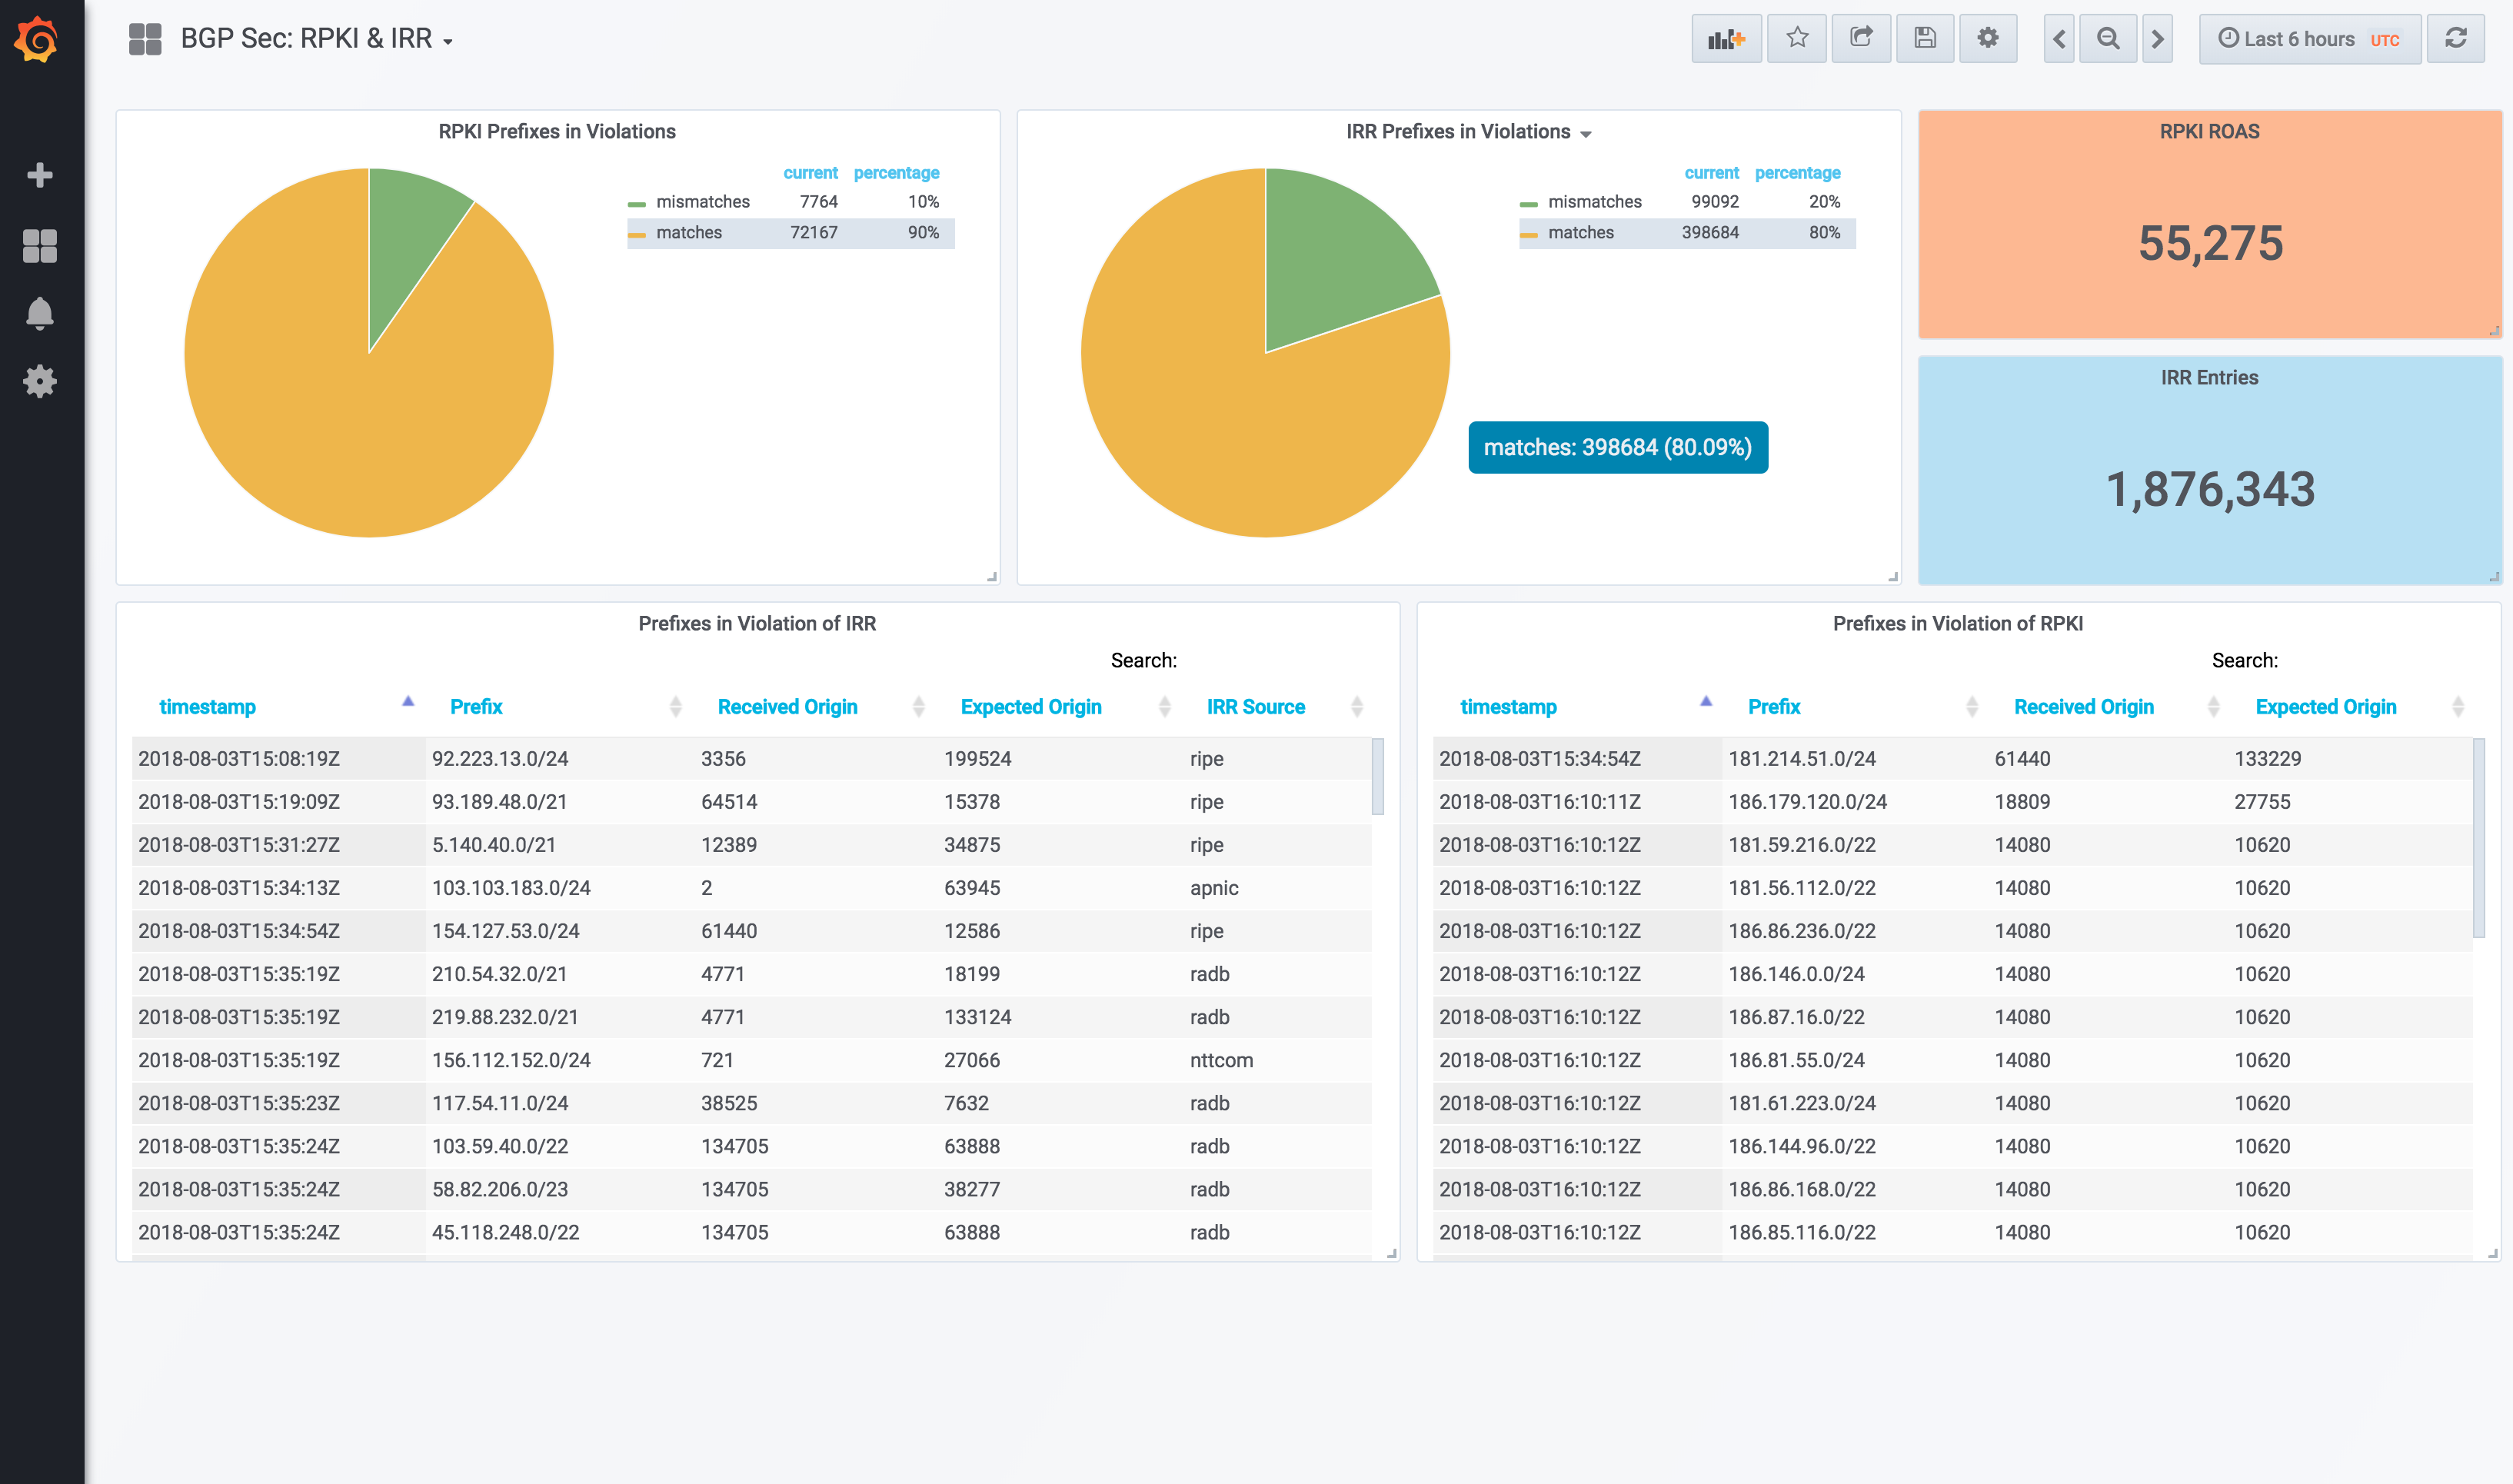 BGP Sec: RPKI & IRR
Last 6 hours UTC
RPKI Prefixes in Violations
current percentage
mismatches 7764 10%
matches 72167 90%
IRR Prefixes in Violations
current percentage
mismatches 99092 20%
matches 398684 80%
matches: 398684 (80.09%)
RPKI ROAS
55,275
IRR Entries
1,876,343
Prefixes in Violation of IRR
Search:
timestamp Prefix Received Origin Expected Origin IRR Source
2018-08-03T15:08:19Z 92.223.13.0/24 3356 199524 ripe
2018-08-03T15:19:09Z 93.189.48.0/21 64514 15378 ripe
2018-08-03T15:31:27Z 5.140.40.0/21 12389 34875 ripe
2018-08-03T15:34:13Z 103.103.183.0/24 2 63945 apnic
2018-08-03T15:34:54Z 154.127.53.0/24 61440 12586 ripe
2018-08-03T15:35:19Z 210.54.32.0/21 4771 18199 radb
2018-08-03T15:35:19Z 219.88.232.0/21 4771 133124 radb
2018-08-03T15:35:19Z 156.112.152.0/24 721 27066 nttcom
2018-08-03T15:35:23Z 117.54.11.0/24 38525 7632 radb
2018-08-03T15:35:24Z 103.59.40.0/22 134705 63888 radb
2018-08-03T15:35:24Z 58.82.206.0/23 134705 38277 radb
2018-08-03T15:35:24Z 45.118.248.0/22 134705 63888 radb
Prefixes in Violation of RPKI
Search:
timestamp Prefix Received Origin Expected Origin
2018-08-03T15:34:54Z 181.214.51.0/24 61440 133229
2018-08-03T16:10:11Z 186.179.120.0/24 18809 27755
2018-08-03T16:10:12Z 181.59.216.0/22 14080 10620
2018-08-03T16:10:12Z 181.56.112.0/22 14080 10620
2018-08-03T16:10:12Z 186.86.236.0/22 14080 10620
2018-08-03T16:10:12Z 186.146.0.0/24 14080 10620
2018-08-03T16:10:12Z 186.87.16.0/22 14080 10620
2018-08-03T16:10:12Z 186.81.55.0/24 14080 10620
2018-08-03T16:10:12Z 181.61.223.0/24 14080 10620
2018-08-03T16:10:12Z 186.144.96.0/22 14080 10620
2018-08-03T16:10:12Z 186.86.168.0/22 14080 10620
2018-08-03T16:10:12Z 186.85.116.0/22 14080 10620